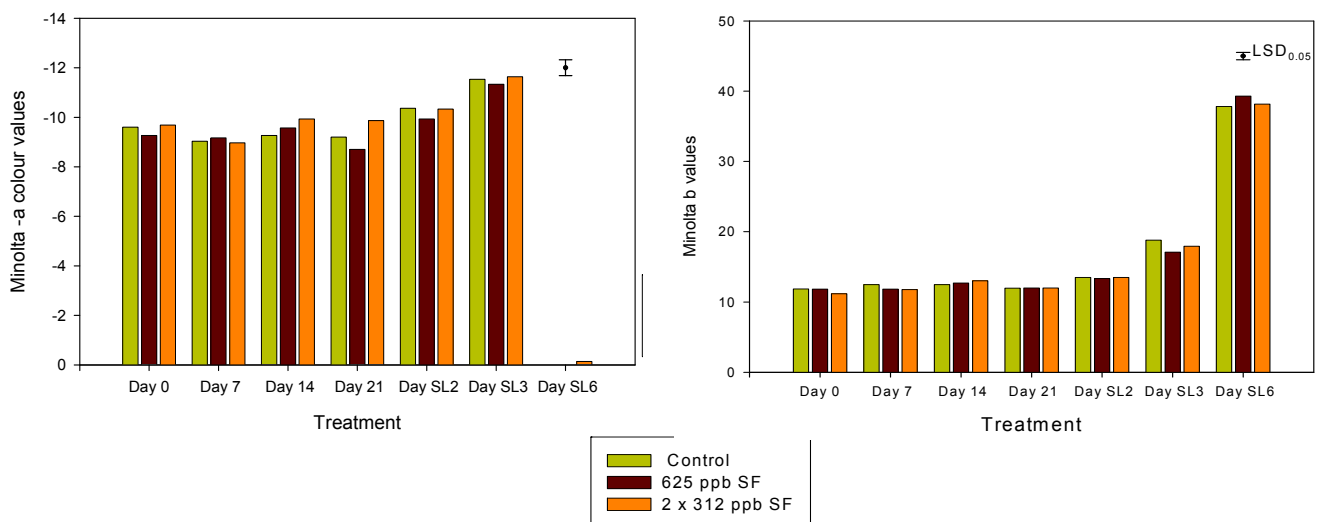 Minolta -a colour values
-14
-12
-10
-8
-6
-4
-2
0
Day 0 Day 7 Day 14 Day 21 Day SL2 Day SL3 Day SL6
Treatment
Minolta b values
50
40
30
20
10
0
LSD0.05
Day 0 Day 7 Day 14 Day 21 Day SL2 Day SL3 Day SL6
Treatment
Control
625 ppb SF
2 x 312 ppb SF